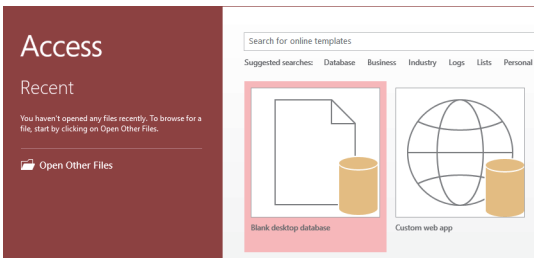 Access
Recent
You haven't opened any files recently. To browse for a
file, start by clicking on Open Other Files.
Open Other Files
Search for online templates
Suggested searches: Database Business Industry Logs Lists Personal
Blank desktop database
Custom web app